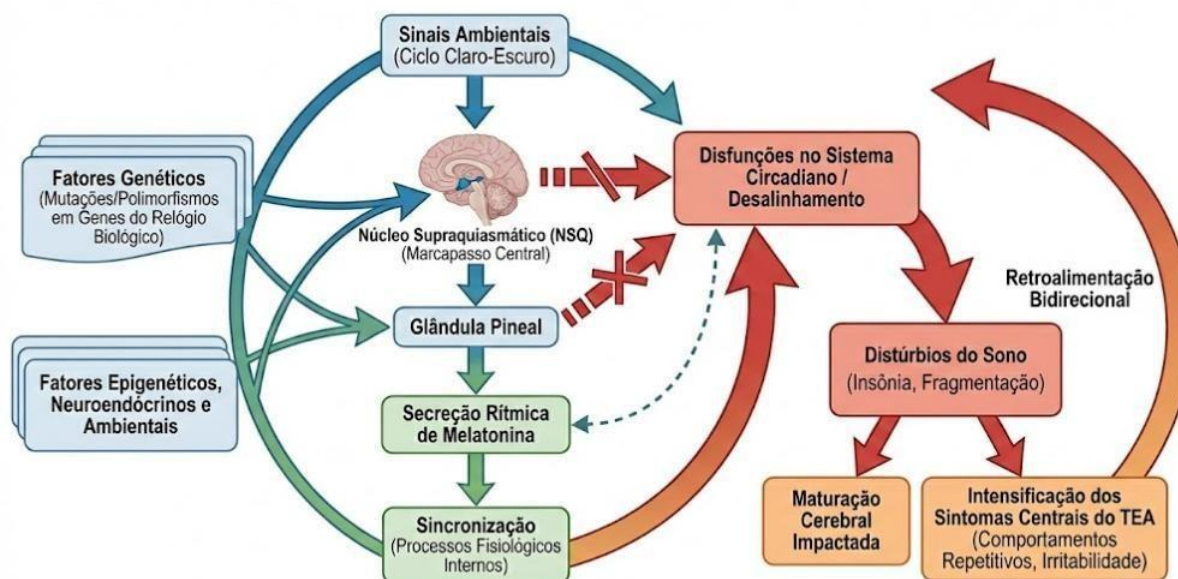 Sinais Ambientais
(Ciclo Claro-Escuro)
Fatores Genéticos
(Mutações/Polimorfismos
em Genes do Relógio
Biológico)
Núcleo Supraquiasmático (NSQ)
(Marcapasso Central)
Glândula Pineal
Fatores Epigenéticos,
Neuroendócrinos e
Ambientais
Secreção Rítmica
de Melatonina
Sincronização
(Processos Fisiológicos
Internos)
Disfunções no Sistema
Circadiano /
Desalinhamento
Retroalimentação
Bidirecional
Distúrbios do Sono
(Insônia, Fragmentação)
Maturação
Cerebral
Impactada
Intensificação dos
Sintomas Centrais do TEA
(Comportamentos
Repetitivos, Irritabilidade)